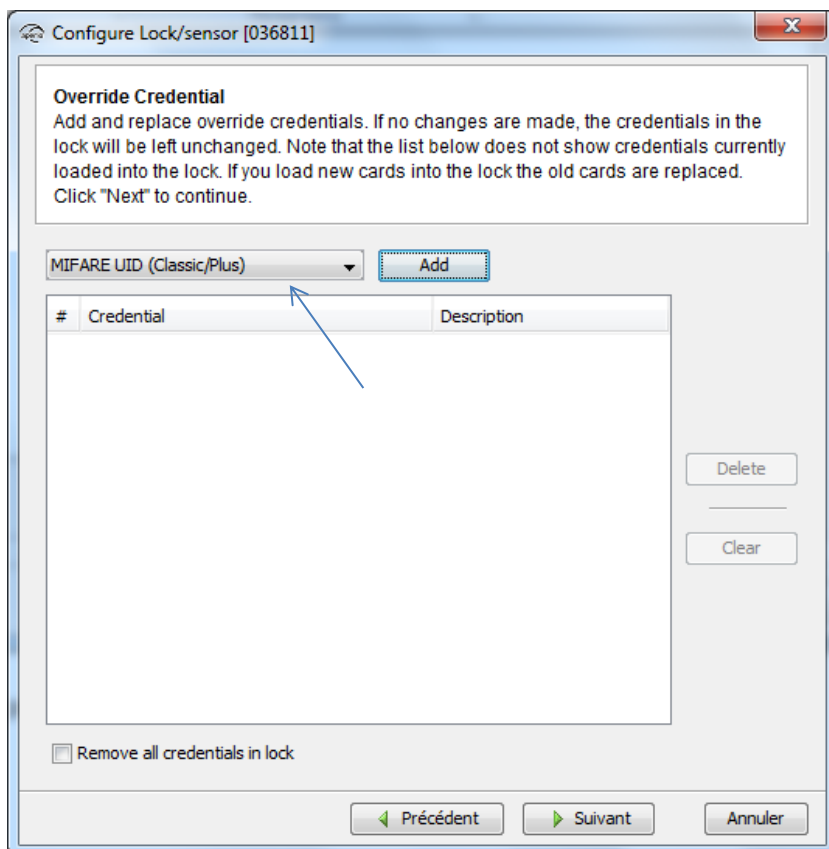 Configure Lock/sensor [036811]
Override Credential
Add and replace override credentials. If no changes are made, the credentials in the
lock will be left unchanged. Note that the list below does not show credentials currently
loaded into the lock. If you load new cards into the lock the old cards are replaced.
Click "Next" to continue.
MIFARE UID (Classic/Plus) Add
# Credential Description
Delete
Clear
Remove all credentials in lock
Précédent Suivant Annuler